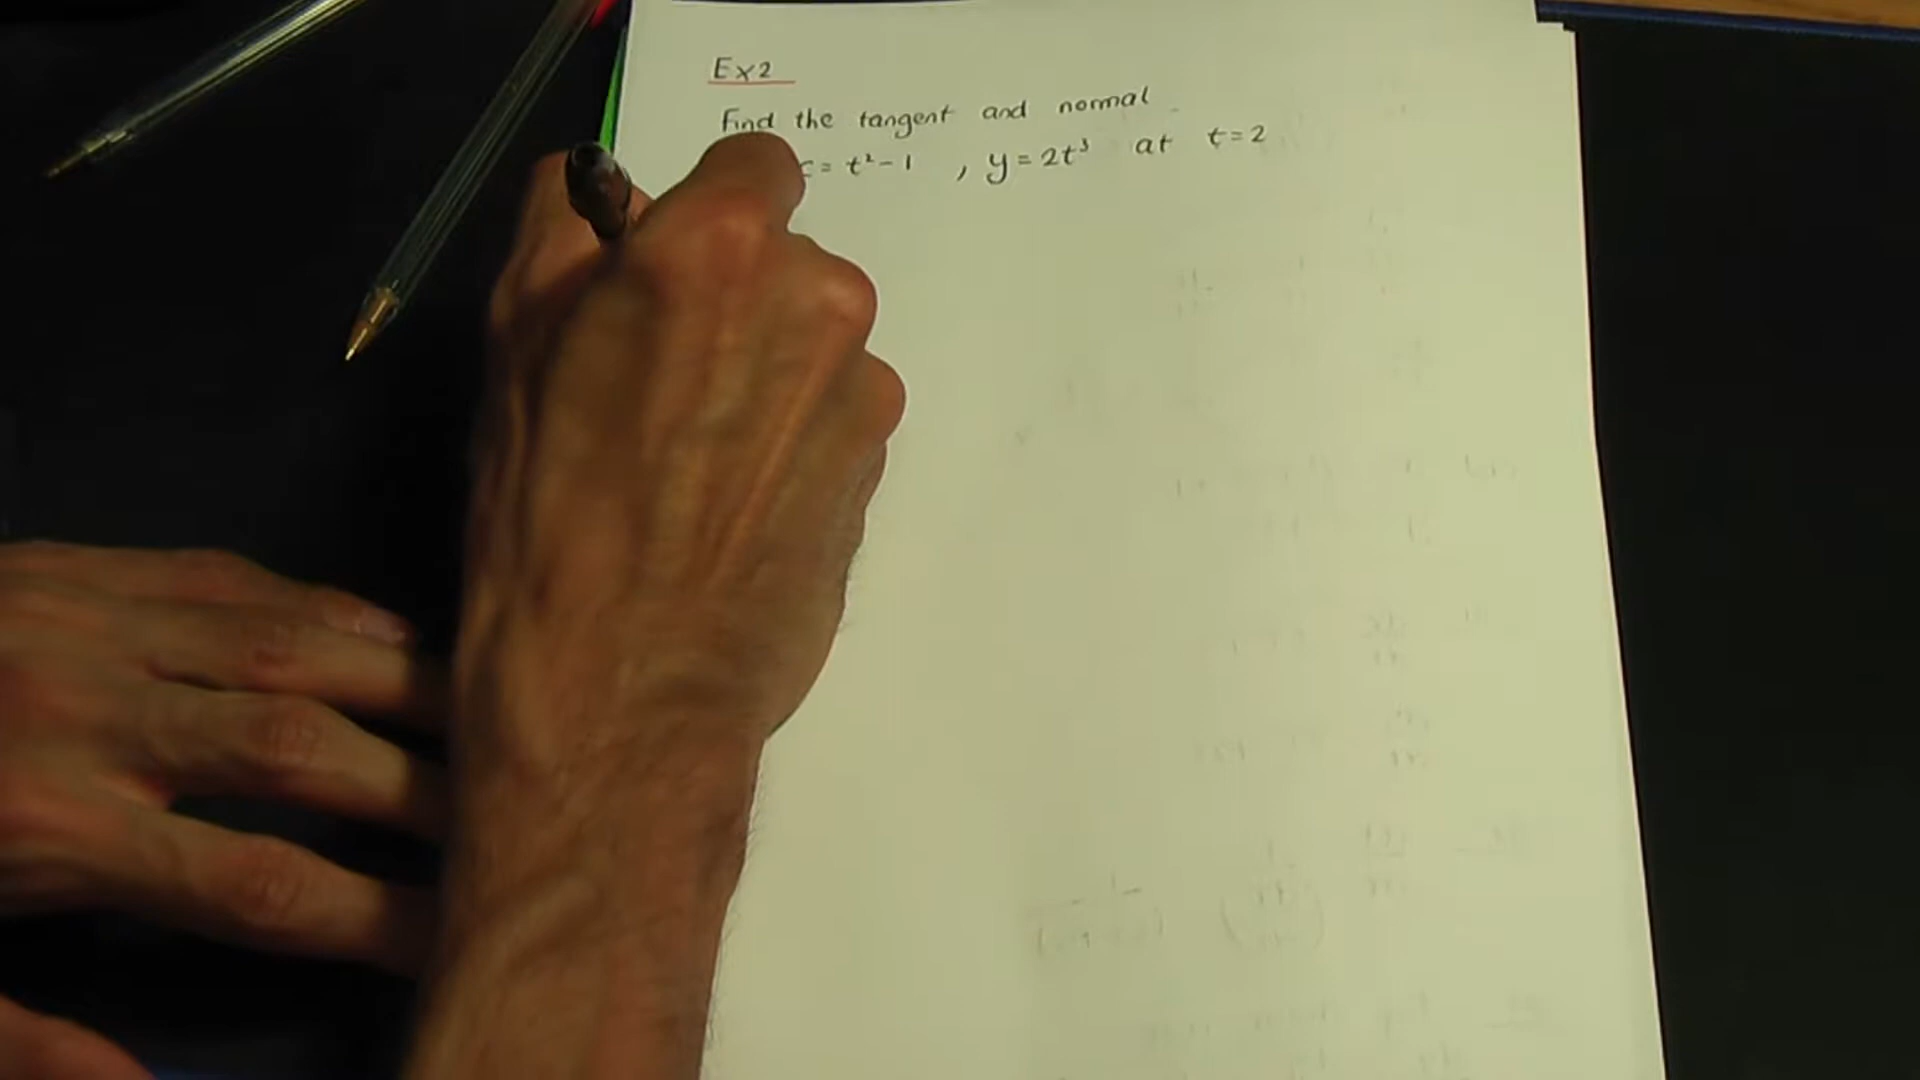 Ex2
Find the tangent and normal
= t² - 1 , y = 2t³ at t = 2